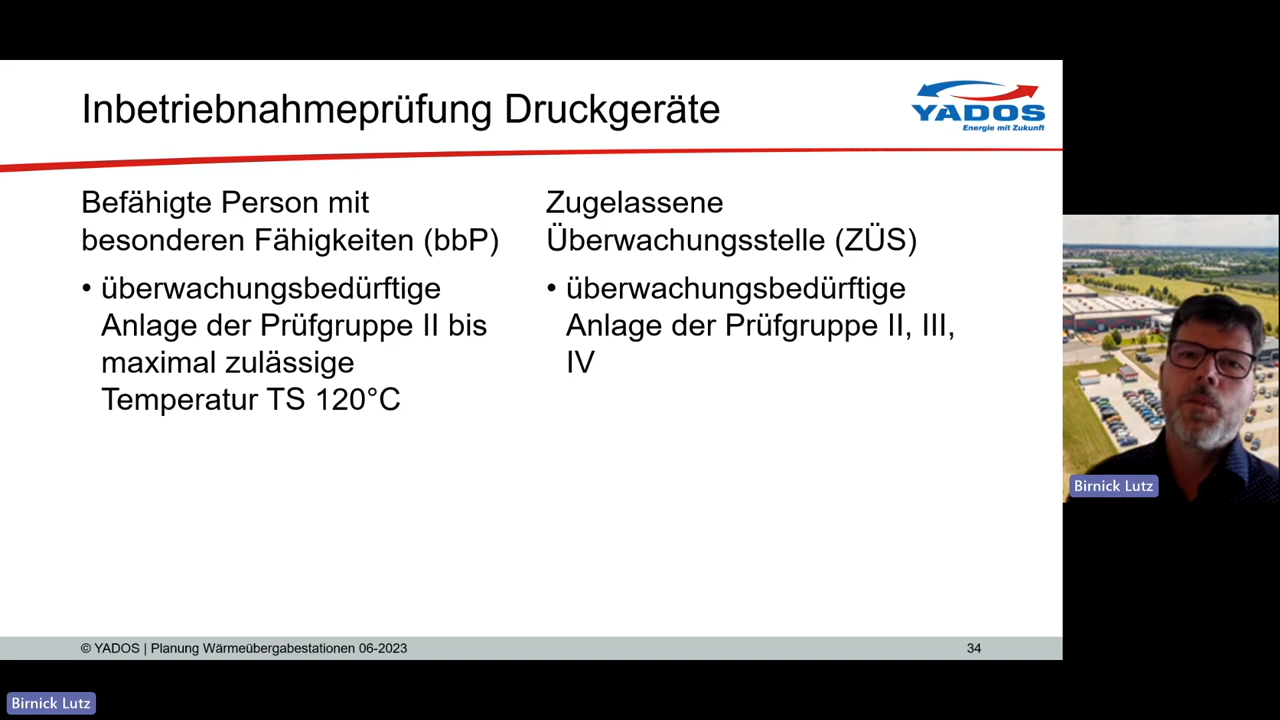 Inbetriebnahmeprüfung Druckgeräte
YADOS
Energie mit Zukunft
Befähigte Person mit
besonderen Fähigkeiten (bbP)
• überwachungsbedürftige
Anlage der Prüfgruppe II bis
maximal zulässige
Temperatur TS 120°C
Zugelassene
Überwachungsstelle (ZÜS)
• überwachungsbedürftige
Anlage der Prüfgruppe II, III,
IV
Birnick Lutz
© YADOS | Planung Wärmeübergabestationen 06-2023
34
Birnick Lutz